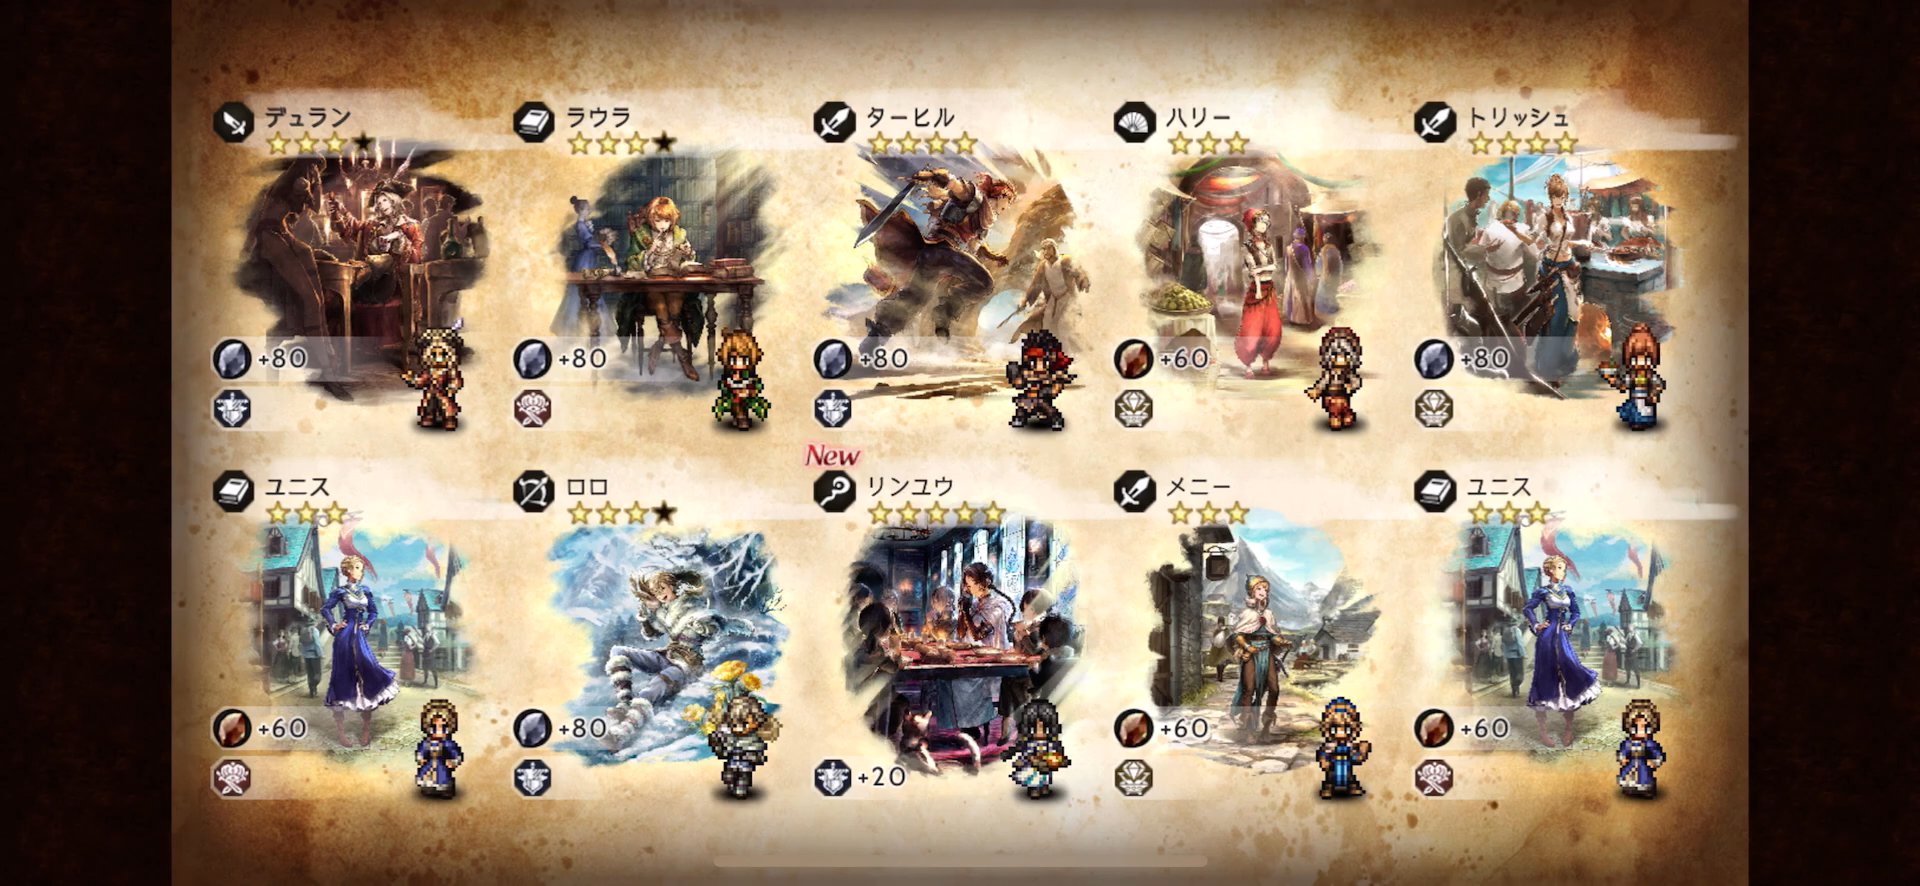 デュラン
ラウラ
ターヒル
ハリー
トリッシュ
+80
+80
+80
+60
+80
New
ユニス
ロロ
リンユウ
メニー
ユニス
+60
+80
+20
+60
+60